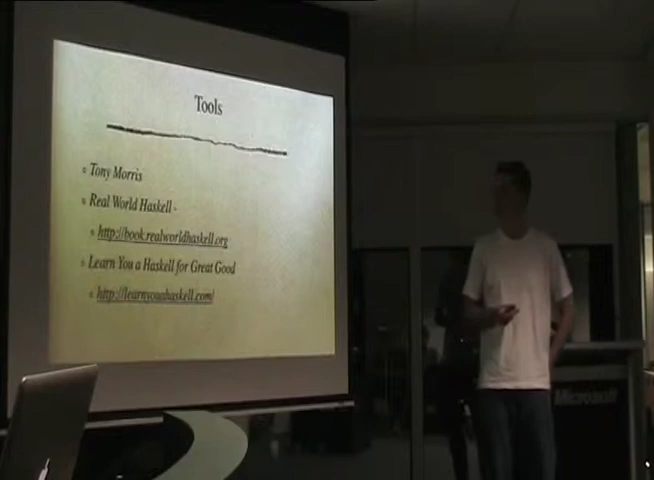 Tools
Tony Morris
Real World Haskell -
http://book.realworldhaskell.org
Learn You a Haskell for Great Good
http://learnyouahaskell.com/
Microsoft